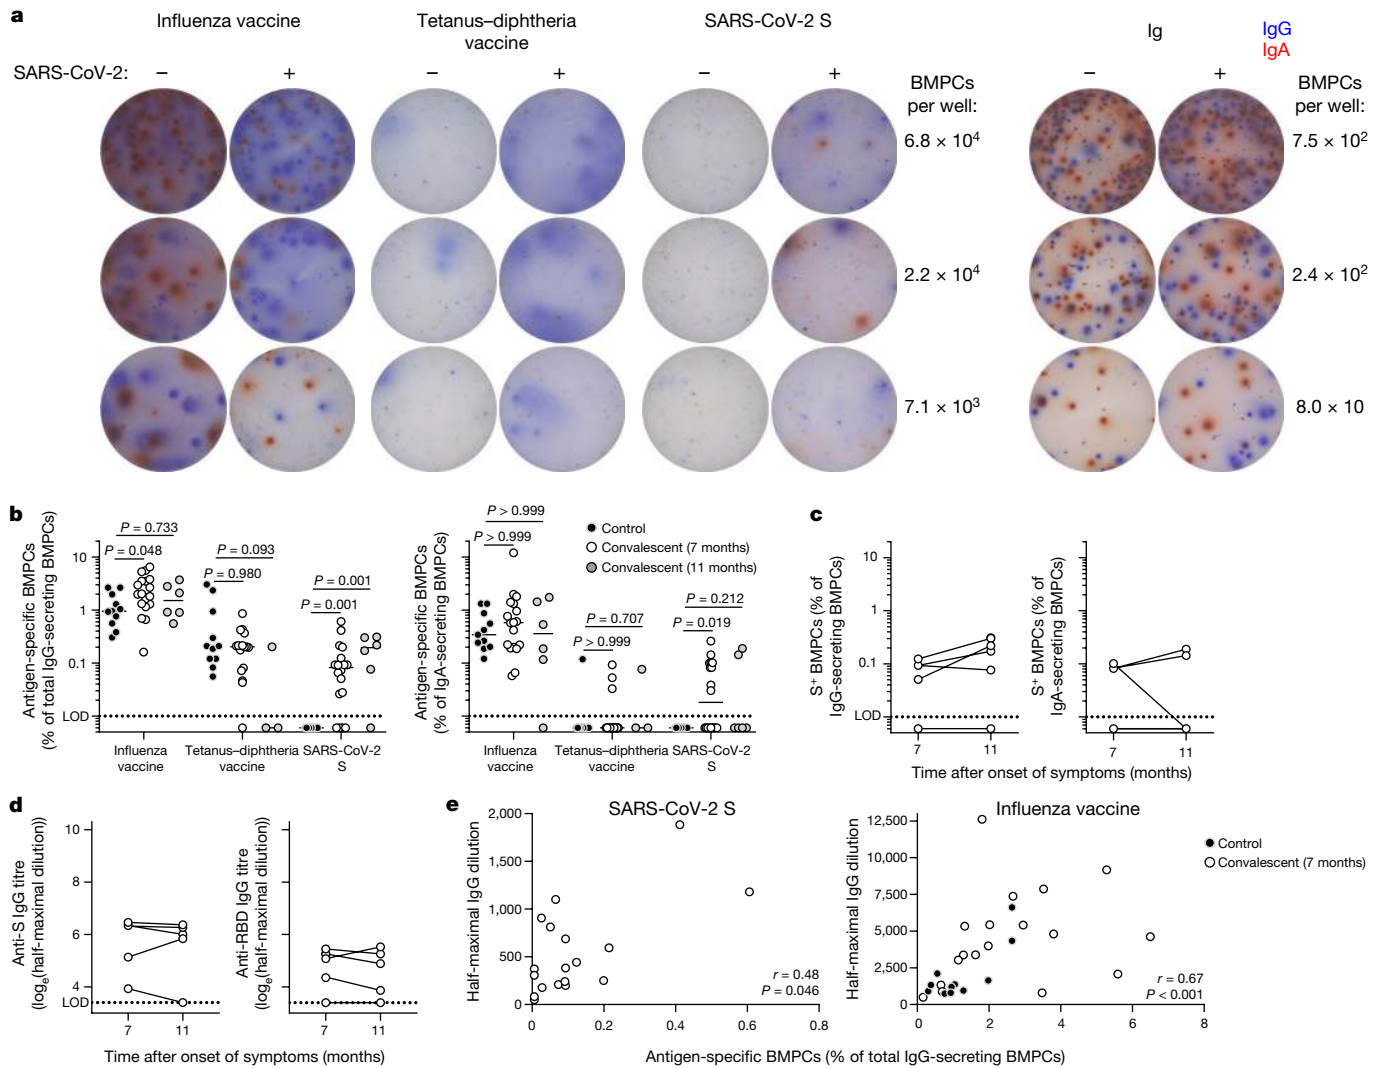 a
Influenza vaccine
Tetanus–diphtheria
vaccine
SARS-CoV-2 S
Ig
IgG
IgA
SARS-CoV-2:
− + − + − +
BMPCs
per well:
− +
BMPCs
per well:
6.8 × 10⁴
7.5 × 10²
2.2 × 10⁴
2.4 × 10²
7.1 × 10³
8.0 × 10
b
Antigen-specific BMPCs
(% of total IgG-secreting BMPCs)
10
1
0.1
LOD
P = 0.733
P = 0.048
P = 0.093
P = 0.980
P = 0.001
P = 0.001
Influenza
vaccine
Tetanus–diphtheria
vaccine
SARS-CoV-2
S
Antigen-specific BMPCs
(% of IgA-secreting BMPCs)
P > 0.999
P > 0.999
P = 0.707
P > 0.999
P = 0.212
P = 0.019
Control
Convalescent (7 months)
Convalescent (11 months)
Influenza
vaccine
Tetanus–diphtheria
vaccine
SARS-CoV-2
S
c
S⁺ BMPCs (% of
IgG-secreting BMPCs)
10
1
0.1
LOD
7 11
S⁺ BMPCs (% of
IgA-secreting BMPCs)
7 11
Time after onset of symptoms (months)
d
Anti-S IgG titre
(logₑ(half-maximal dilution))
10
8
6
4
LOD
7 11
Anti-RBD IgG titre
(logₑ(half-maximal dilution))
7 11
Time after onset of symptoms (months)
e
SARS-CoV-2 S
Half-maximal IgG dilution
2,000
1,500
1,000
500
0
r = 0.48
P = 0.046
0 0.2 0.4 0.6 0.8
Influenza vaccine
Half-maximal IgG dilution
12,500
10,000
7,500
5,000
2,500
0
r = 0.67
P < 0.001
0 2 4 6 8
Control
Convalescent (7 months)
Antigen-specific BMPCs (% of total IgG-secreting BMPCs)